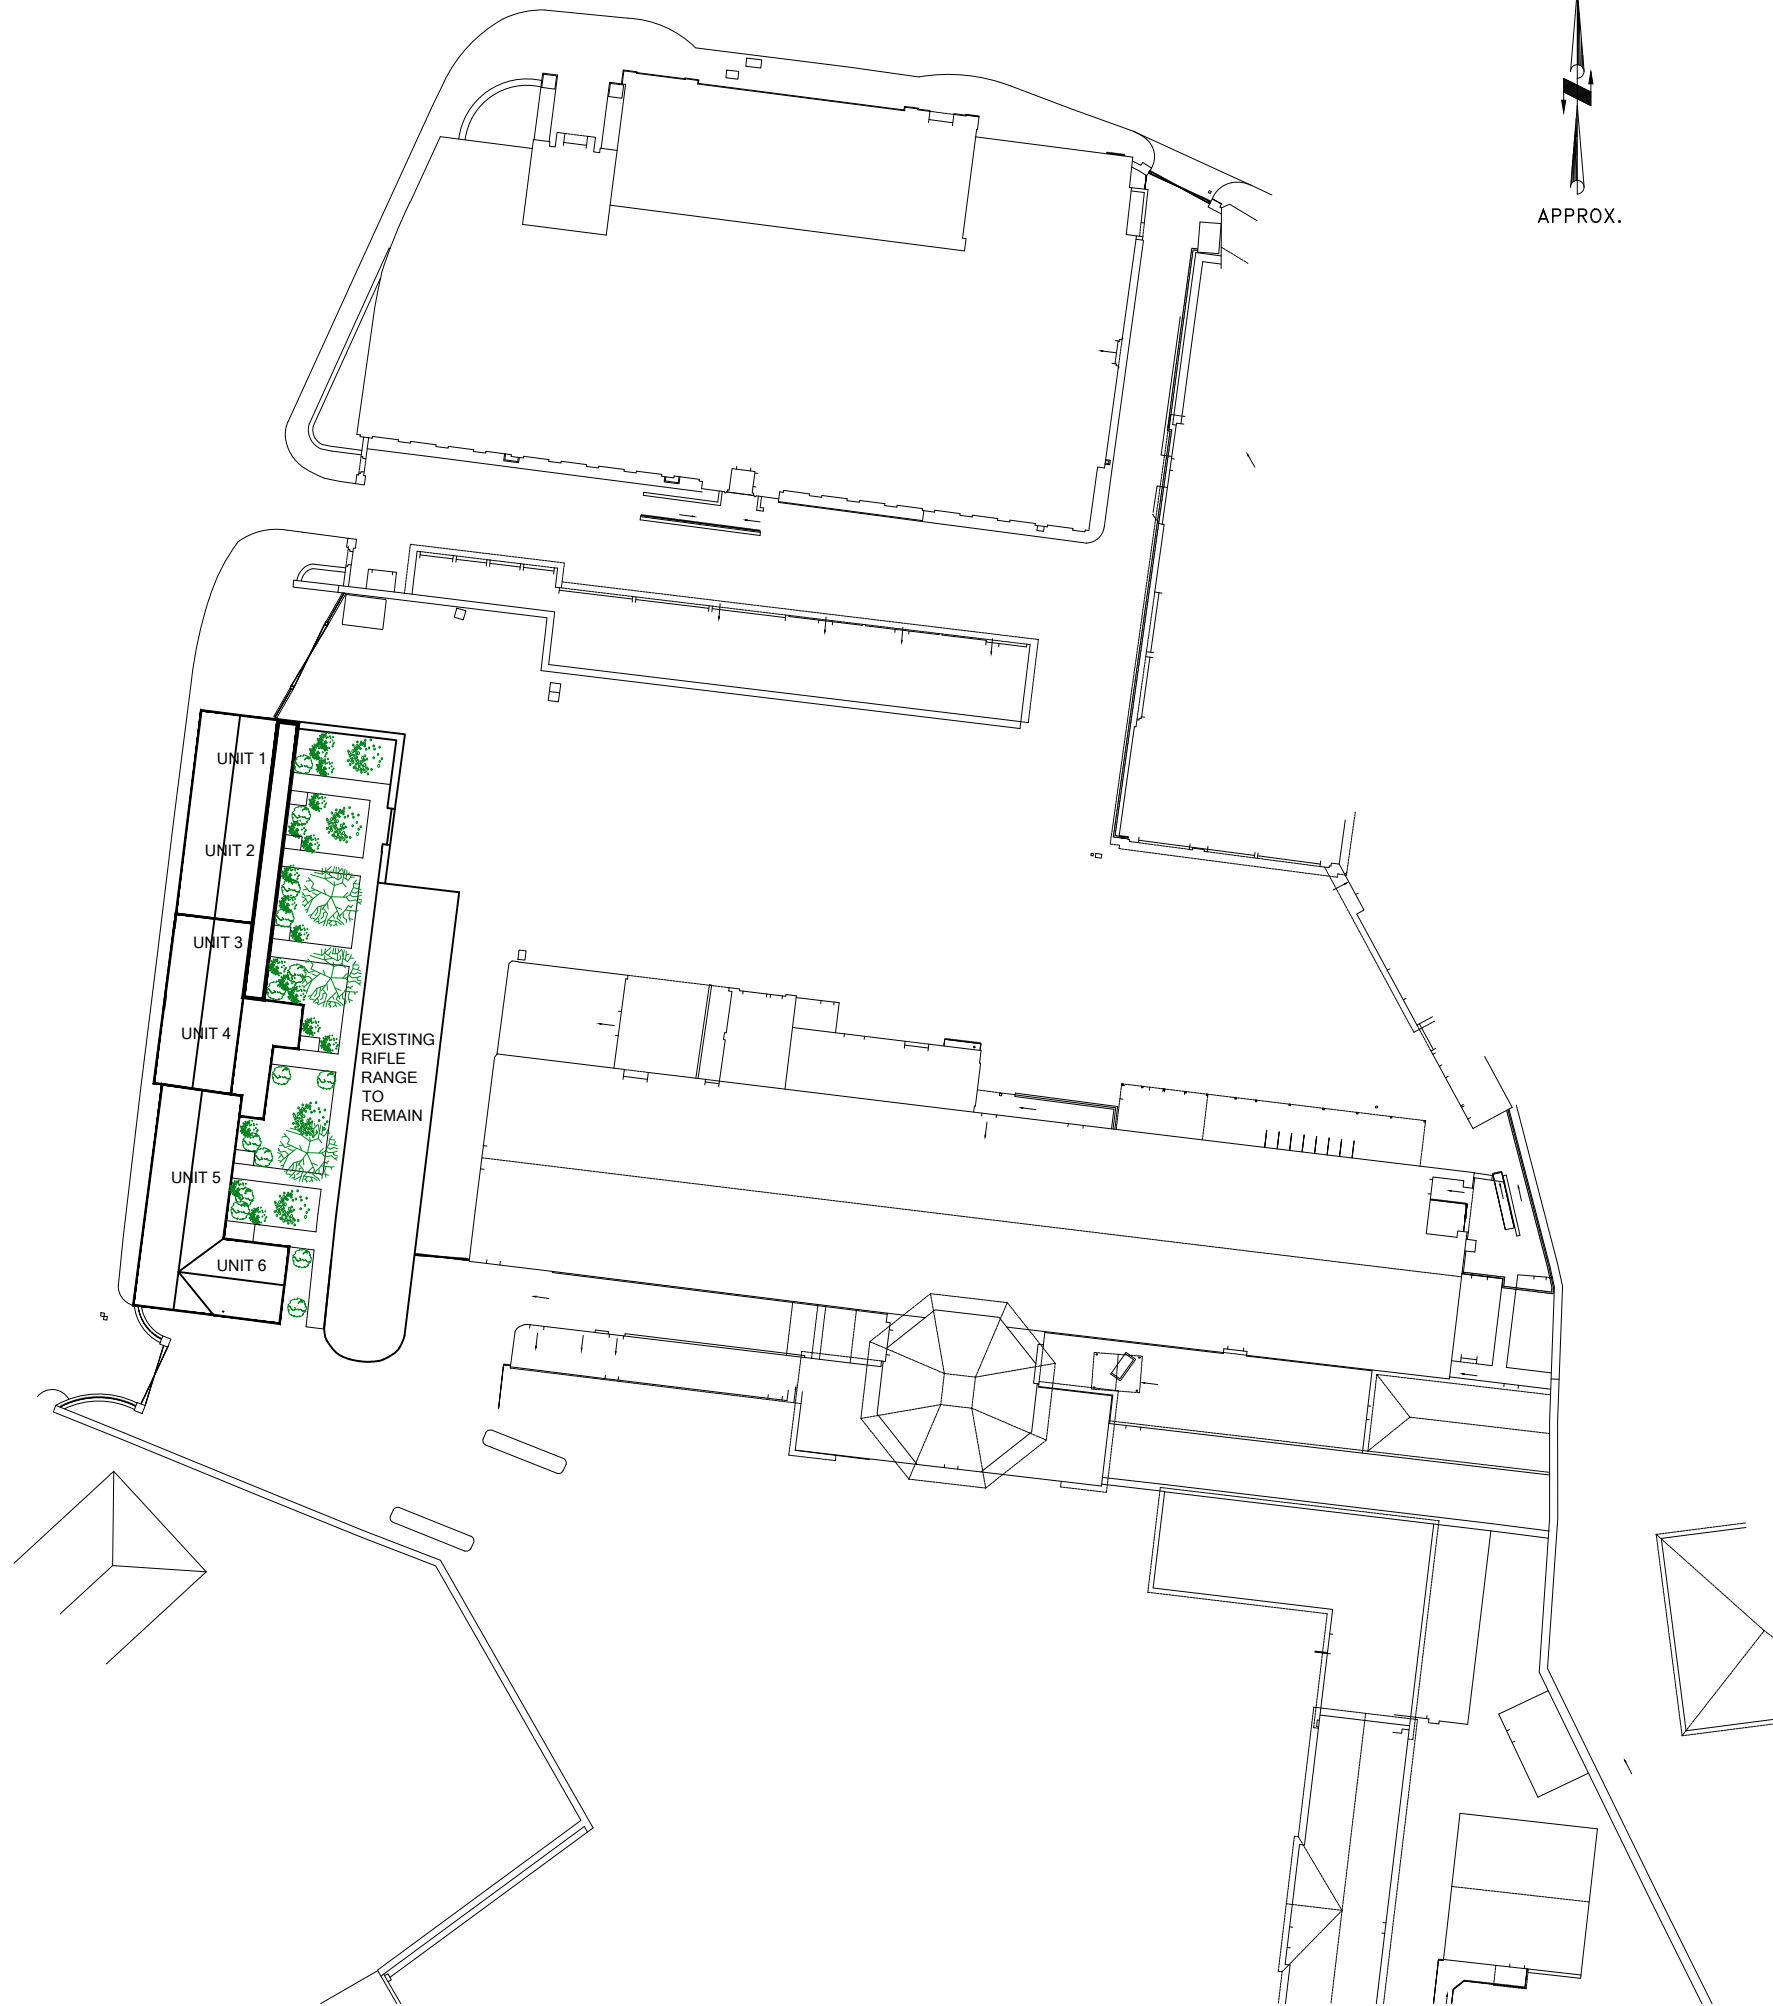 APPROX.
UNIT 1
UNIT 2
UNIT 3
UNIT 4
EXISTING
RIFLE
RANGE
TO
REMAIN
UNIT 5
UNIT 6